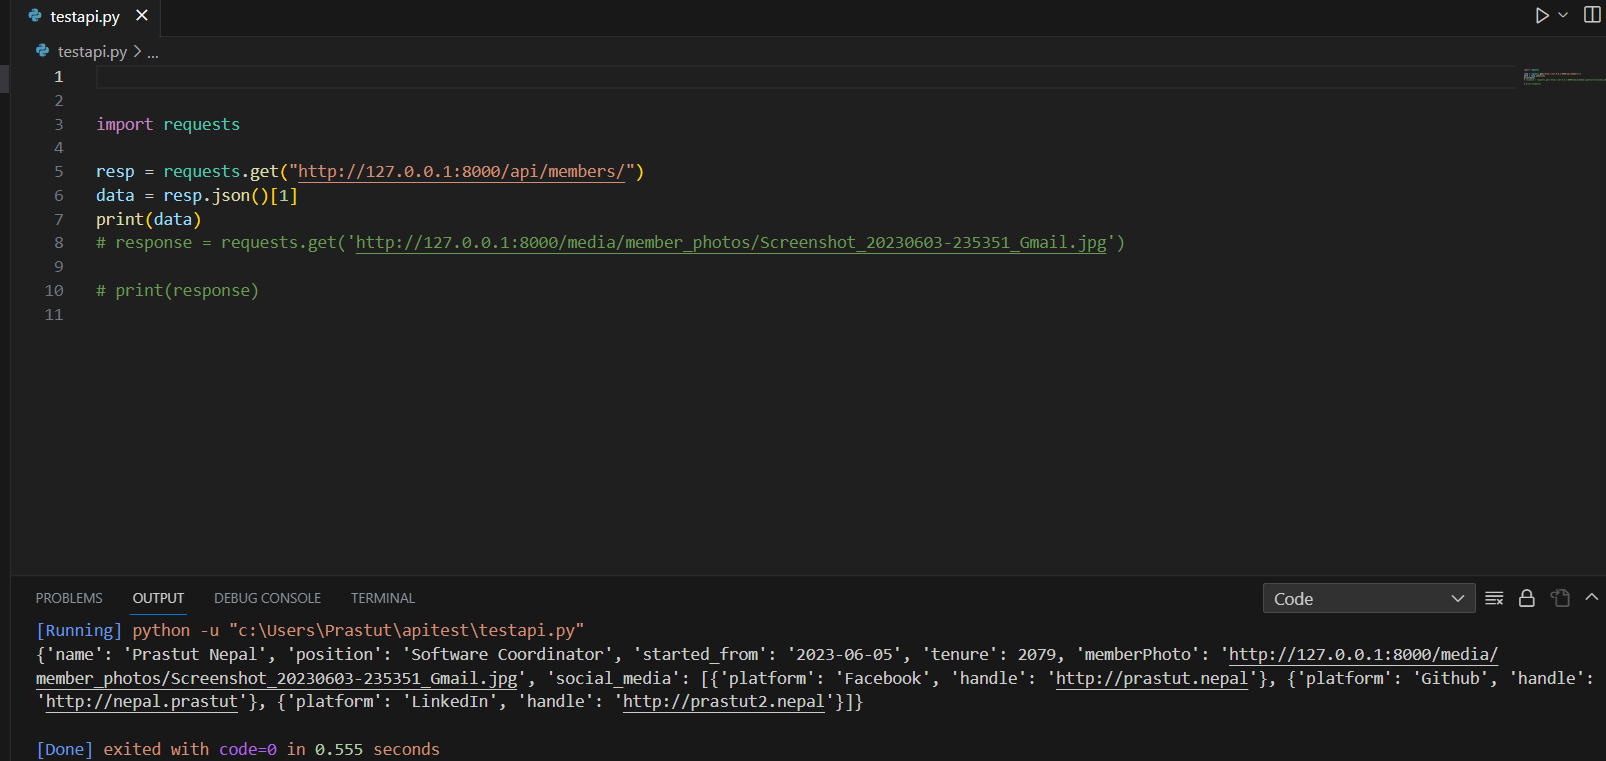 testapi.py
testapi.py > ...
1
2
3 import requests
4
5 resp = requests.get("http://127.0.0.1:8000/api/members/")
6 data = resp.json()[1]
7 print(data)
8 # response = requests.get('http://127.0.0.1:8000/media/member_photos/Screenshot_20230603-235351_Gmail.jpg')
9
10 # print(response)
11
PROBLEMS OUTPUT DEBUG CONSOLE TERMINAL Code
[Running] python -u "c:\Users\Prastut\apitest\testapi.py"
{'name': 'Prastut Nepal', 'position': 'Software Coordinator', 'started_from': '2023-06-05', 'tenure': 2079, 'memberPhoto': 'http://127.0.0.1:8000/media/
member_photos/Screenshot_20230603-235351_Gmail.jpg', 'social_media': [{'platform': 'Facebook', 'handle': 'http://prastut.nepal'}, {'platform': 'Github', 'handle':
'http://nepal.prastut'}, {'platform': 'LinkedIn', 'handle': 'http://prastut2.nepal'}]}
[Done] exited with code=0 in 0.555 seconds